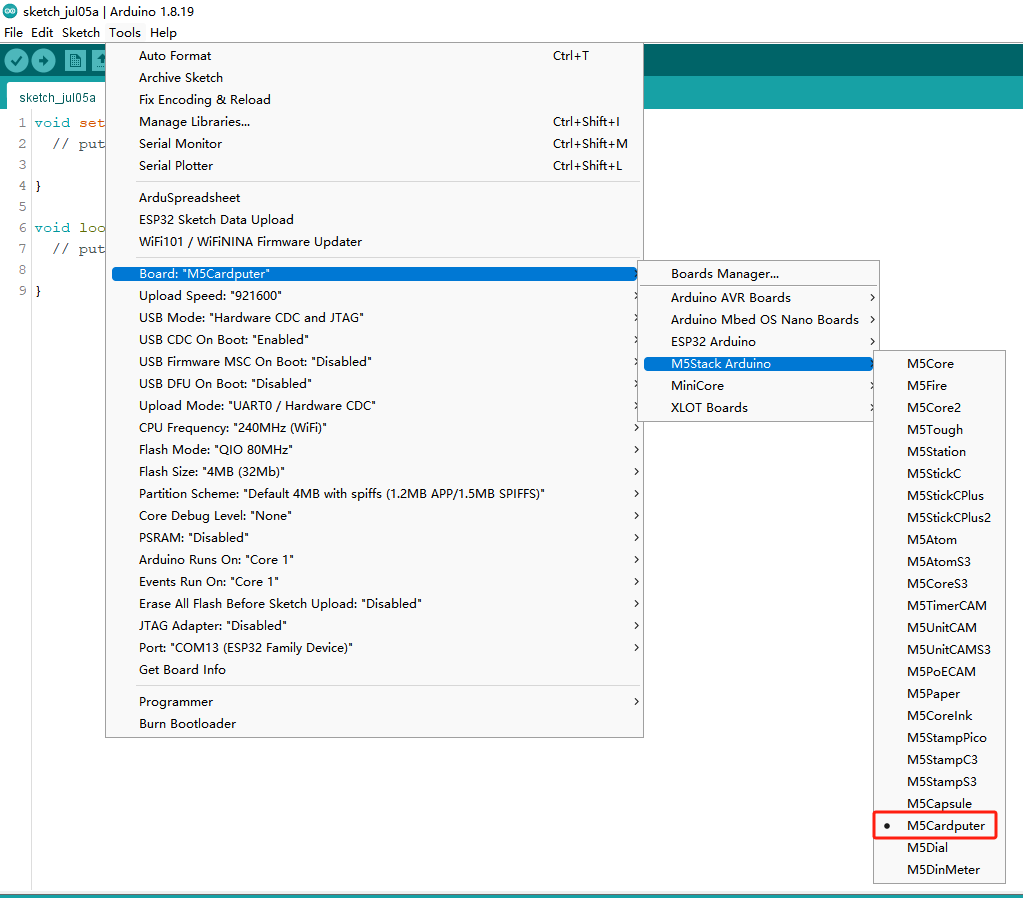 sketch_jul05a | Arduino 1.8.19
File Edit Sketch Tools Help
sketch_jul05a
1 void set
2 // put
3
4 }
5
6 void loo
7 // put
8
9 }
Auto Format Ctrl+T
Archive Sketch
Fix Encoding & Reload
Manage Libraries... Ctrl+Shift+I
Serial Monitor Ctrl+Shift+M
Serial Plotter Ctrl+Shift+L
ArduSpreadsheet
ESP32 Sketch Data Upload
WiFi101 / WiFiNINA Firmware Updater
Board: "M5Cardputer"
Upload Speed: "921600"
USB Mode: "Hardware CDC and JTAG"
USB CDC On Boot: "Enabled"
USB Firmware MSC On Boot: "Disabled"
USB DFU On Boot: "Disabled"
Upload Mode: "UART0 / Hardware CDC"
CPU Frequency: "240MHz (WiFi)"
Flash Mode: "QIO 80MHz"
Flash Size: "4MB (32Mb)"
Partition Scheme: "Default 4MB with spiffs (1.2MB APP/1.5MB SPIFFS)"
Core Debug Level: "None"
PSRAM: "Disabled"
Arduino Runs On: "Core 1"
Events Run On: "Core 1"
Erase All Flash Before Sketch Upload: "Disabled"
JTAG Adapter: "Disabled"
Port: "COM13 (ESP32 Family Device)"
Get Board Info
Programmer
Burn Bootloader
Boards Manager...
Arduino AVR Boards
Arduino Mbed OS Nano Boards
ESP32 Arduino
M5Stack Arduino
MiniCore
XLOT Boards
M5Core
M5Fire
M5Core2
M5Tough
M5Station
M5StickC
M5StickCPlus
M5StickCPlus2
M5Atom
M5AtomS3
M5CoreS3
M5TimerCAM
M5UnitCAM
M5UnitCAMS3
M5PoECAM
M5Paper
M5CoreInk
M5StampPico
M5StampC3
M5StampS3
M5Capsule
M5Cardputer
M5Dial
M5DinMeter